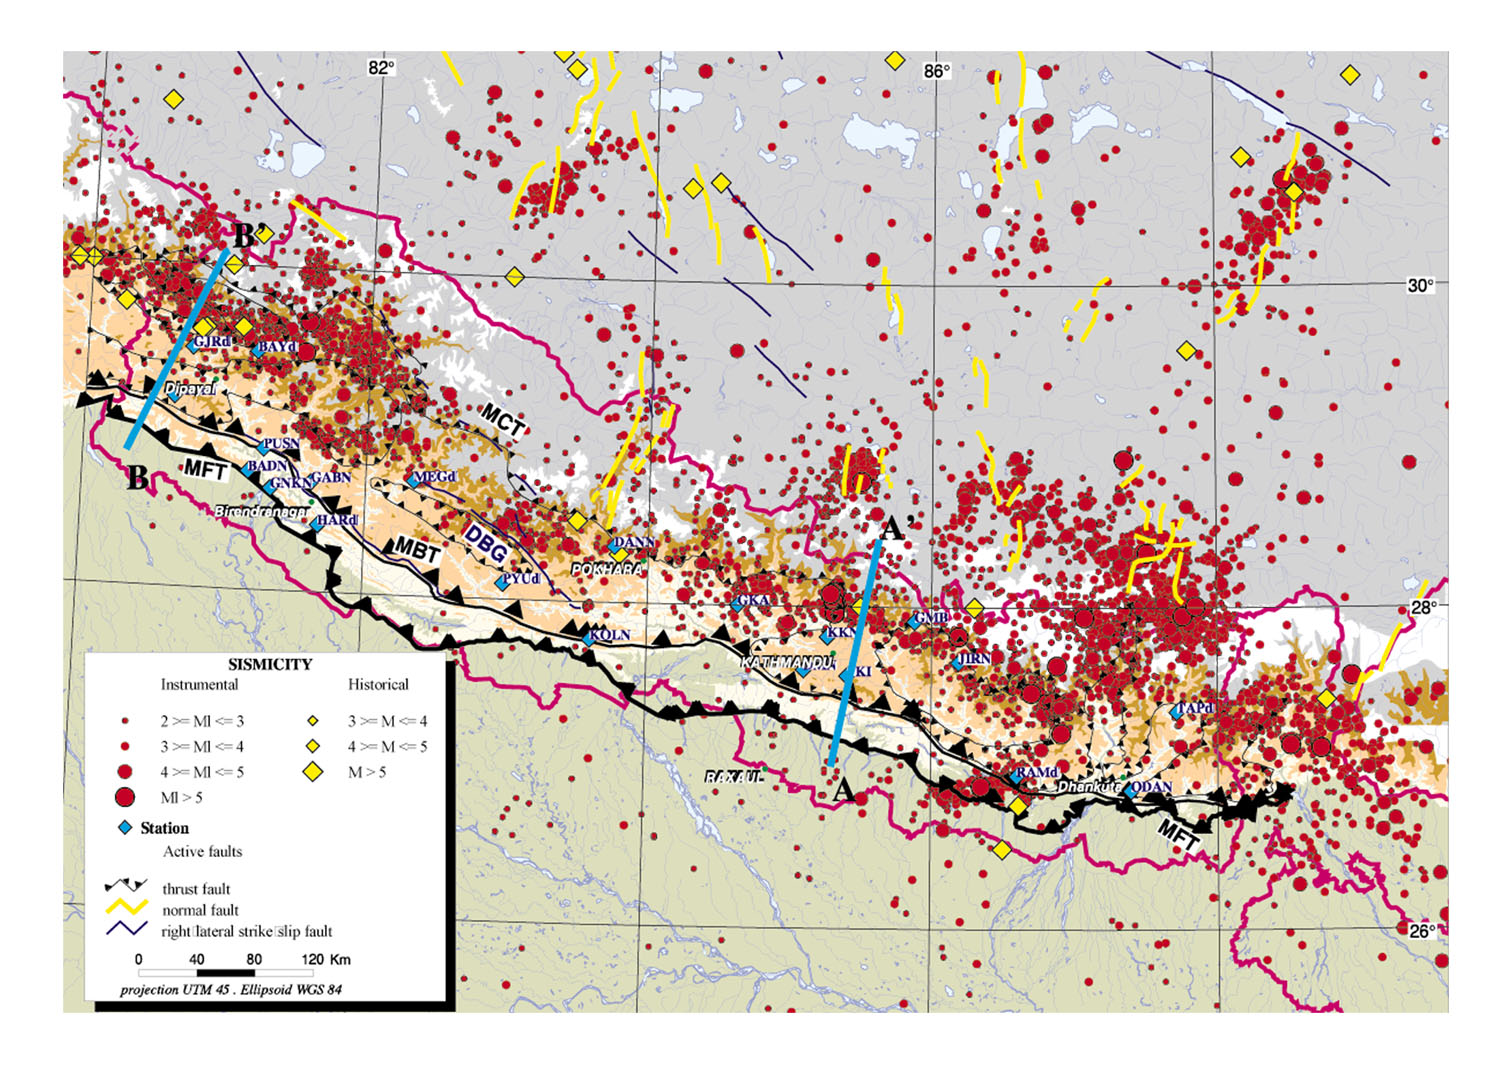 82°
86°
B'
30°
GJRd
BAYd
Dipayal
MCT
PUSN
MFT
BADN
B
GNKN
GABN
MEGd
Birendranagar
HARd
A'
DBG
MBT
DANN
POKHARA
PYUd
GKA
28°
GMB
KOLN
KKN
KATHMANDU
JIRN
KI
TAPd
RAXAUL
RAMd
A
Dhankuta
ODAN
MFT
26°
SISMICITY
Instrumental Historical
2 >= Ml <= 3 3 >= M <= 4
3 >= Ml <= 4 4 >= M <= 5
4 >= Ml <= 5 M > 5
Ml > 5
Station
Active faults
thrust fault
normal fault
right lateral strike slip fault
0 40 80 120 Km
projection UTM 45 . Ellipsoid WGS 84